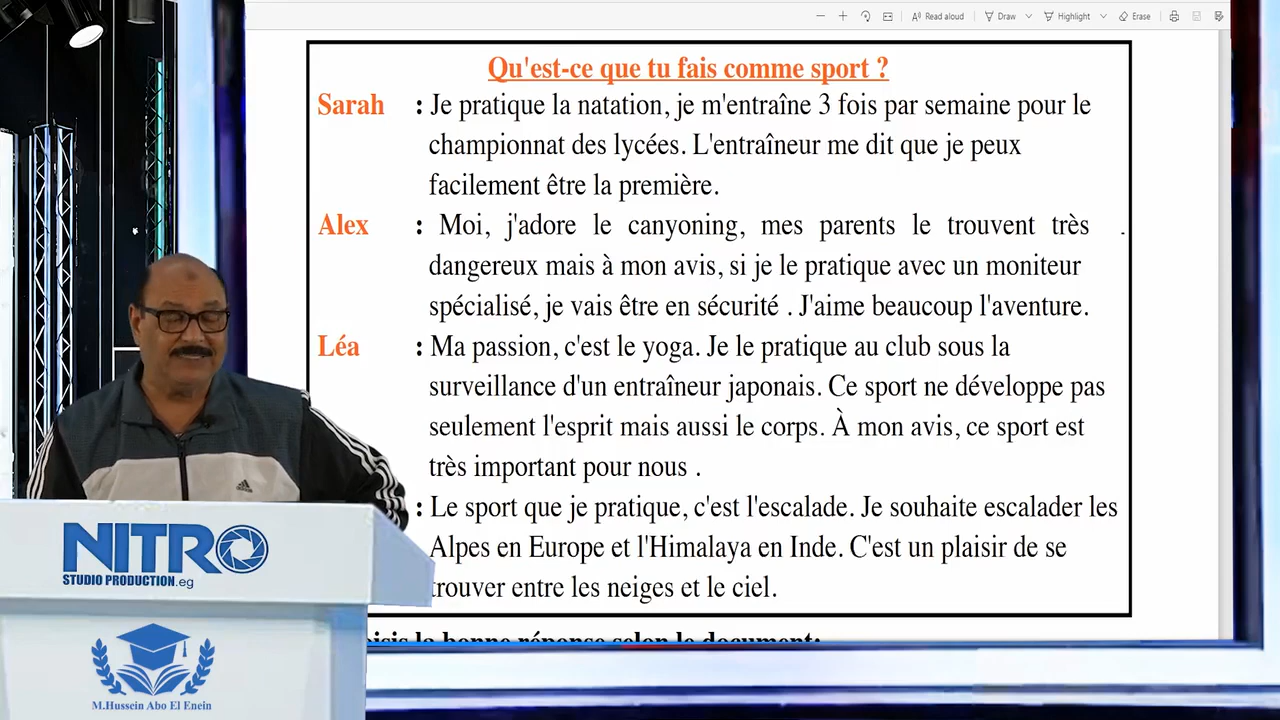 Read aloud
Draw
Highlight
Erase
Qu'est-ce que tu fais comme sport ?
Sarah : Je pratique la natation, je m'entraîne 3 fois par semaine pour le
championnat des lycées. L'entraîneur me dit que je peux
facilement être la première.
Alex : Moi, j'adore le canyoning, mes parents le trouvent très .
dangereux mais à mon avis, si je le pratique avec un moniteur
spécialisé, je vais être en sécurité . J'aime beaucoup l'aventure.
Léa : Ma passion, c'est le yoga. Je le pratique au club sous la
surveillance d'un entraîneur japonais. Ce sport ne développe pas
seulement l'esprit mais aussi le corps. À mon avis, ce sport est
très important pour nous .
: Le sport que je pratique, c'est l'escalade. Je souhaite escalader les
Alpes en Europe et l'Himalaya en Inde. C'est un plaisir de se
trouver entre les neiges et le ciel.
la bonne réponse selon le document:
adidas
NITRO
STUDIO PRODUCTION.eg
M.Hussein Abo El Enein